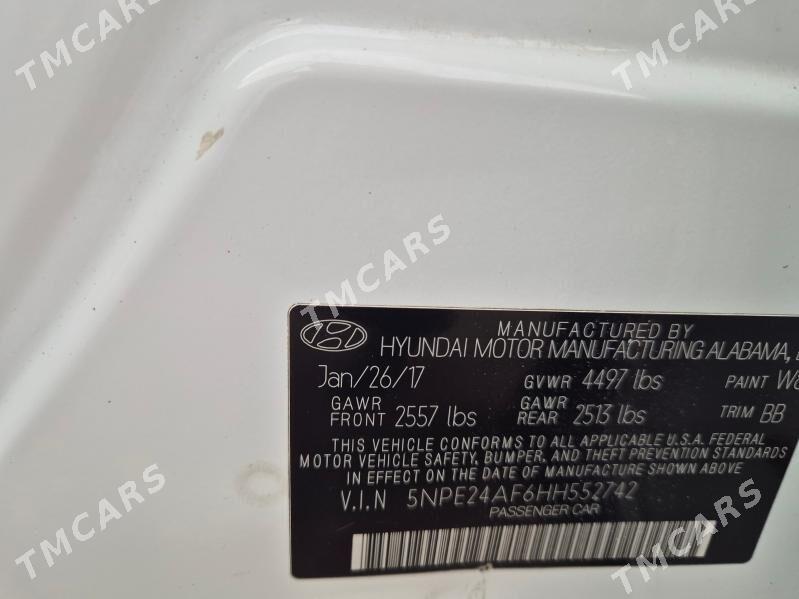 TMCARS
TMCARS
TMCARS
TMCARS
TMCARS
TMCARS
MANUFACTURED BY
HYUNDAI MOTOR MANUFACTURING ALABAMA,
Jan/26/17 GVWR 4497 lbs PAINT
GAWR FRONT 2557 lbs GAWR REAR 2513 lbs TRIM BB
THIS VEHICLE CONFORMS TO ALL APPLICABLE U.S.A. FEDERAL
MOTOR VEHICLE SAFETY, BUMPER, AND THEFT PREVENTION STANDARDS
IN EFFECT ON THE DATE OF MANUFACTURE SHOWN ABOVE
V.I.N 5NPE24AF6HH552742
PASSENGER CAR
TMCARS